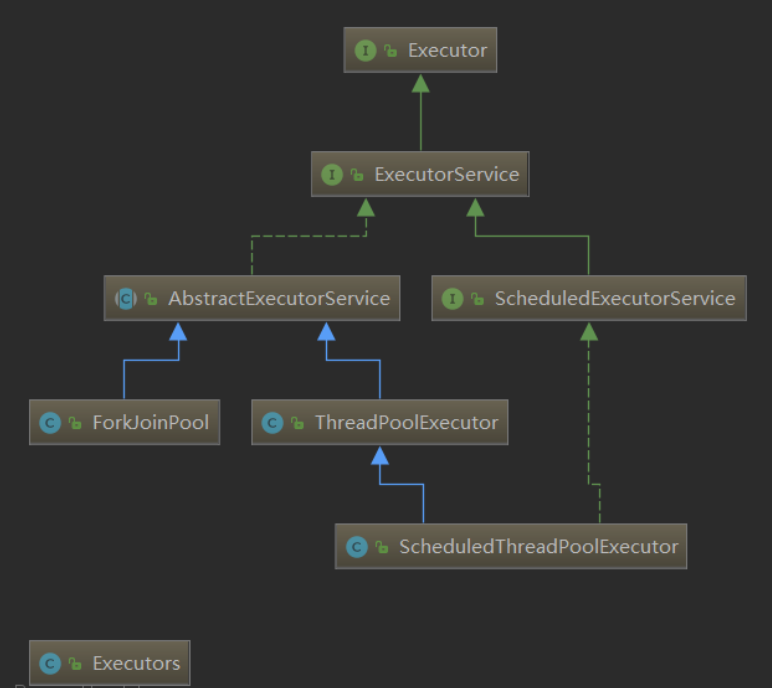 I Executor
I ExecutorService
C AbstractExecutorService
I ScheduledExecutorService
C ForkJoinPool
C ThreadPoolExecutor
C ScheduledThreadPoolExecutor
C Executors